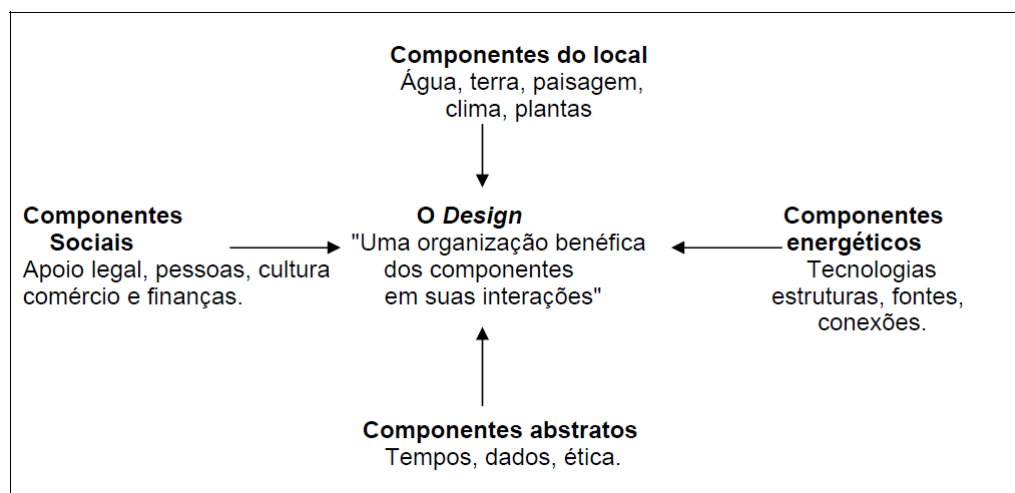 Componentes do local
Água, terra, paisagem,
clima, plantas
Componentes
Sociais
Apoio legal, pessoas, cultura
comércio e finanças.
O Design
"Uma organização benéfica
dos componentes
em suas interações"
Componentes
energéticos
Tecnologias
estruturas, fontes,
conexões.
Componentes abstratos
Tempos, dados, ética.